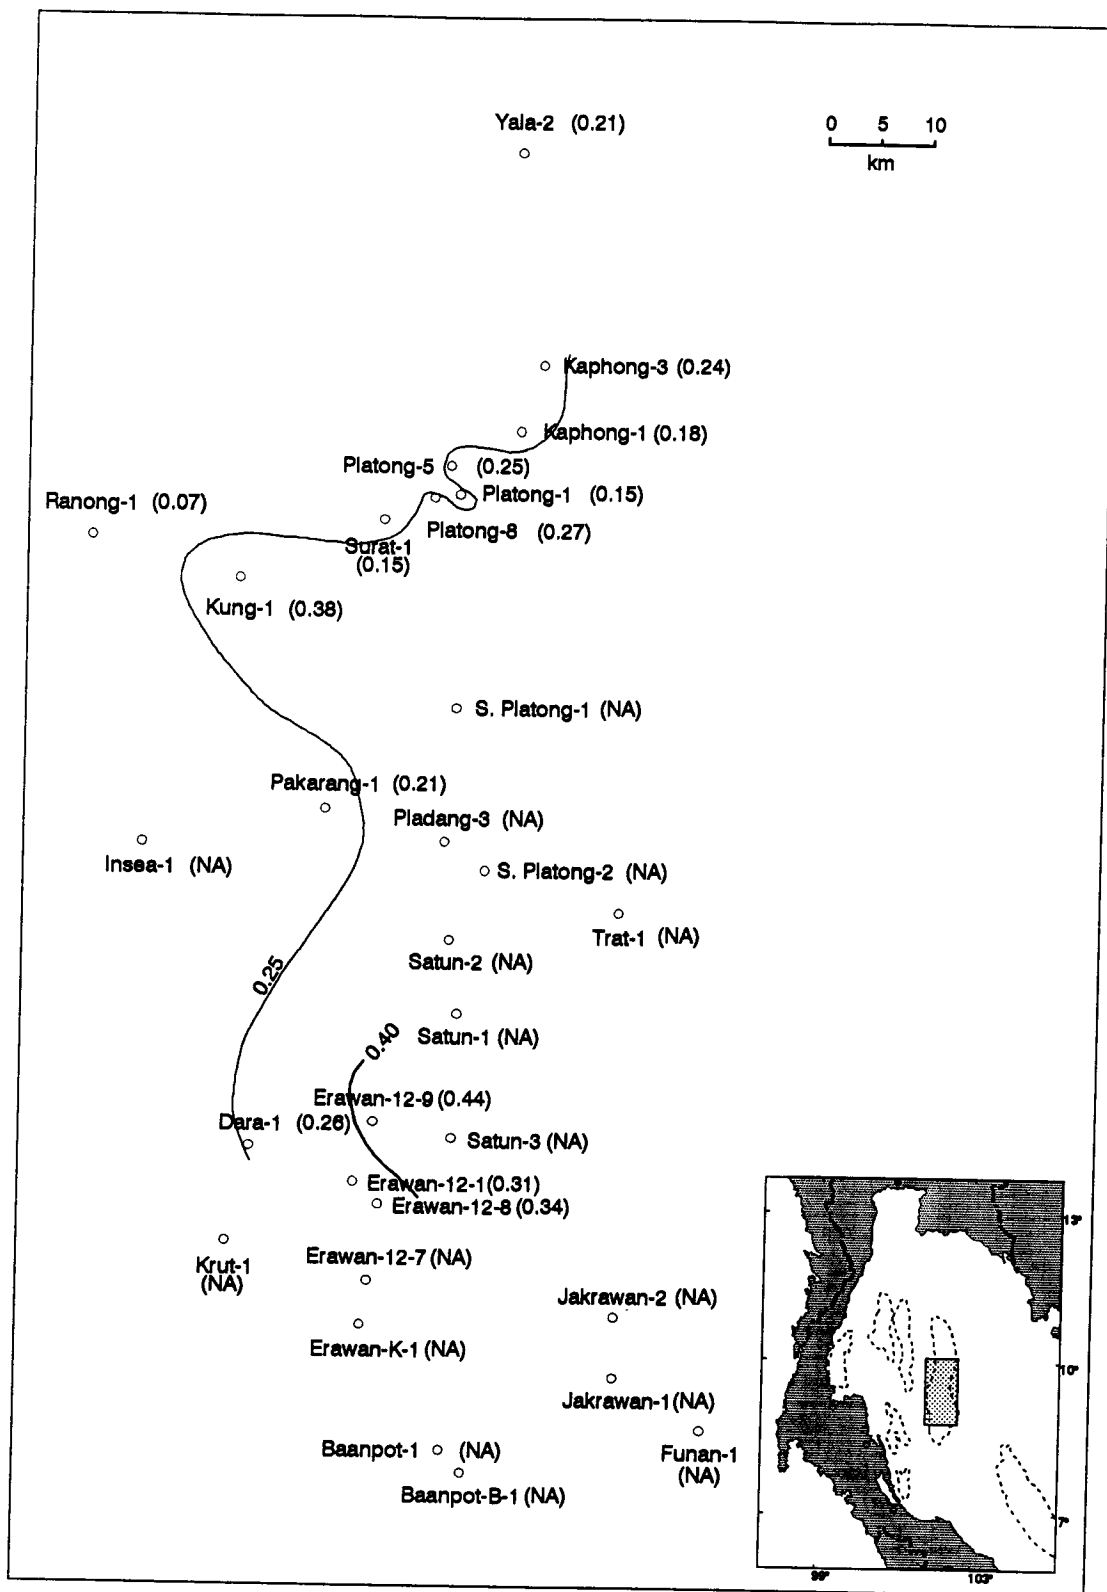 Yala-2 (0.21)
0 5 10
km
Kaphong-3 (0.24)
Kaphong-1 (0.18)
Platong-5 (0.25)
Ranong-1 (0.07)
Platong-1 (0.15)
Platong-8 (0.27)
Surat-1
(0.15)
Kung-1 (0.38)
S. Platong-1 (NA)
Pakarang-1 (0.21)
Pladang-3 (NA)
Insea-1 (NA)
S. Platong-2 (NA)
Trat-1 (NA)
Satun-2 (NA)
0.25
Satun-1 (NA)
0.40
Erawan-12-9 (0.44)
Dara-1 (0.26)
Satun-3 (NA)
Erawan-12-1 (0.31)
Erawan-12-8 (0.34)
Krut-1
(NA)
Erawan-12-7 (NA)
Jakrawan-2 (NA)
Erawan-K-1 (NA)
Jakrawan-1 (NA)
Baanpot-1 (NA)
Funan-1
(NA)
Baanpot-B-1 (NA)
13°
10°
7°
99° 103°